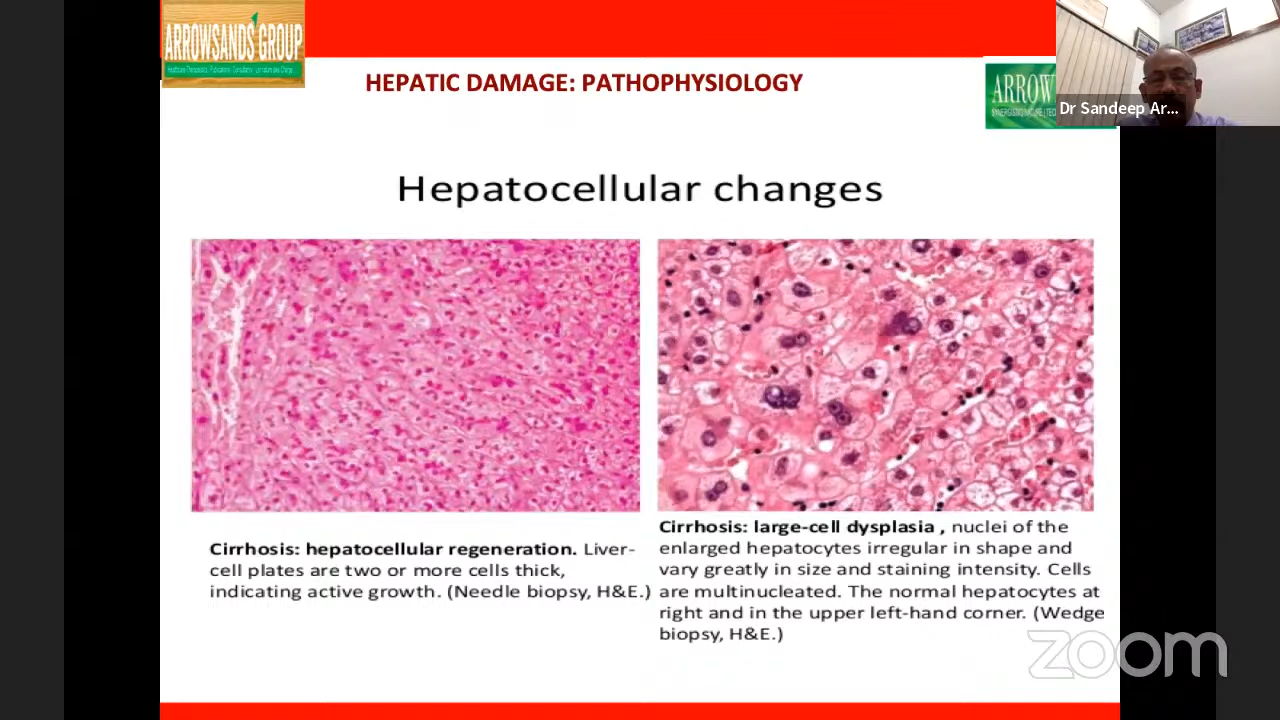 ARROWSANDS GROUP
HEPATIC DAMAGE: PATHOPHYSIOLOGY
ARROW
Dr Sandeep Ar...
Hepatocellular changes
Cirrhosis: hepatocellular regeneration. Liver-
cell plates are two or more cells thick,
indicating active growth. (Needle biopsy, H&E.)
Cirrhosis: large-cell dysplasia , nuclei of the
enlarged hepatocytes irregular in shape and
vary greatly in size and staining intensity. Cells
are multinucleated. The normal hepatocytes at
right and in the upper left-hand corner. (Wedge
biopsy, H&E.)
zoom